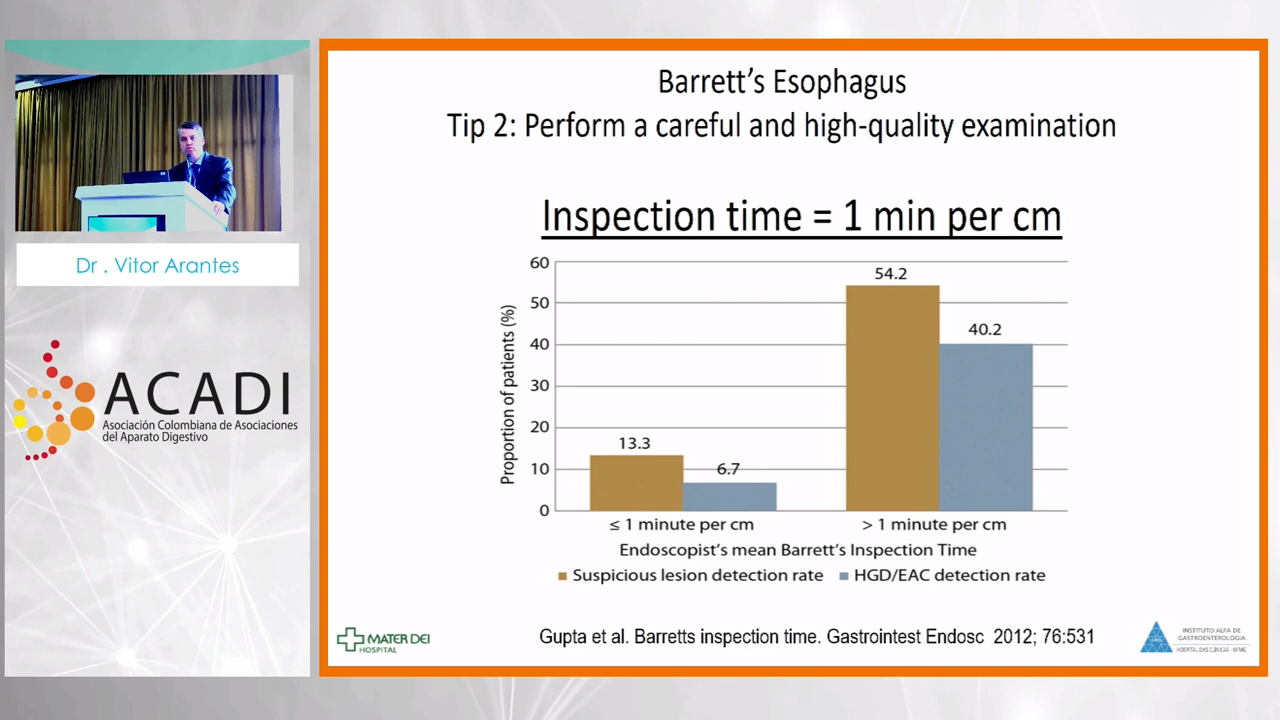 Dr . Vitor Arantes
ACADI
Asociación Colombiana de Asociaciones
del Aparato Digestivo
Barrett’s Esophagus
Tip 2: Perform a careful and high-quality examination
Inspection time = 1 min per cm
Proportion of patients (%)
60
50
40
30
20
10
0
13.3
6.7
54.2
40.2
≤ 1 minute per cm
> 1 minute per cm
Endoscopist’s mean Barrett’s Inspection Time
Suspicious lesion detection rate
HGD/EAC detection rate
MATER DEI
HOSPITAL
Gupta et al. Barretts inspection time. Gastrointest Endosc 2012; 76:531
INSTITUTO ALFA DE
GASTROENTEROLOGIA
HOSPITAL DAS CLÍNICAS - UFMG